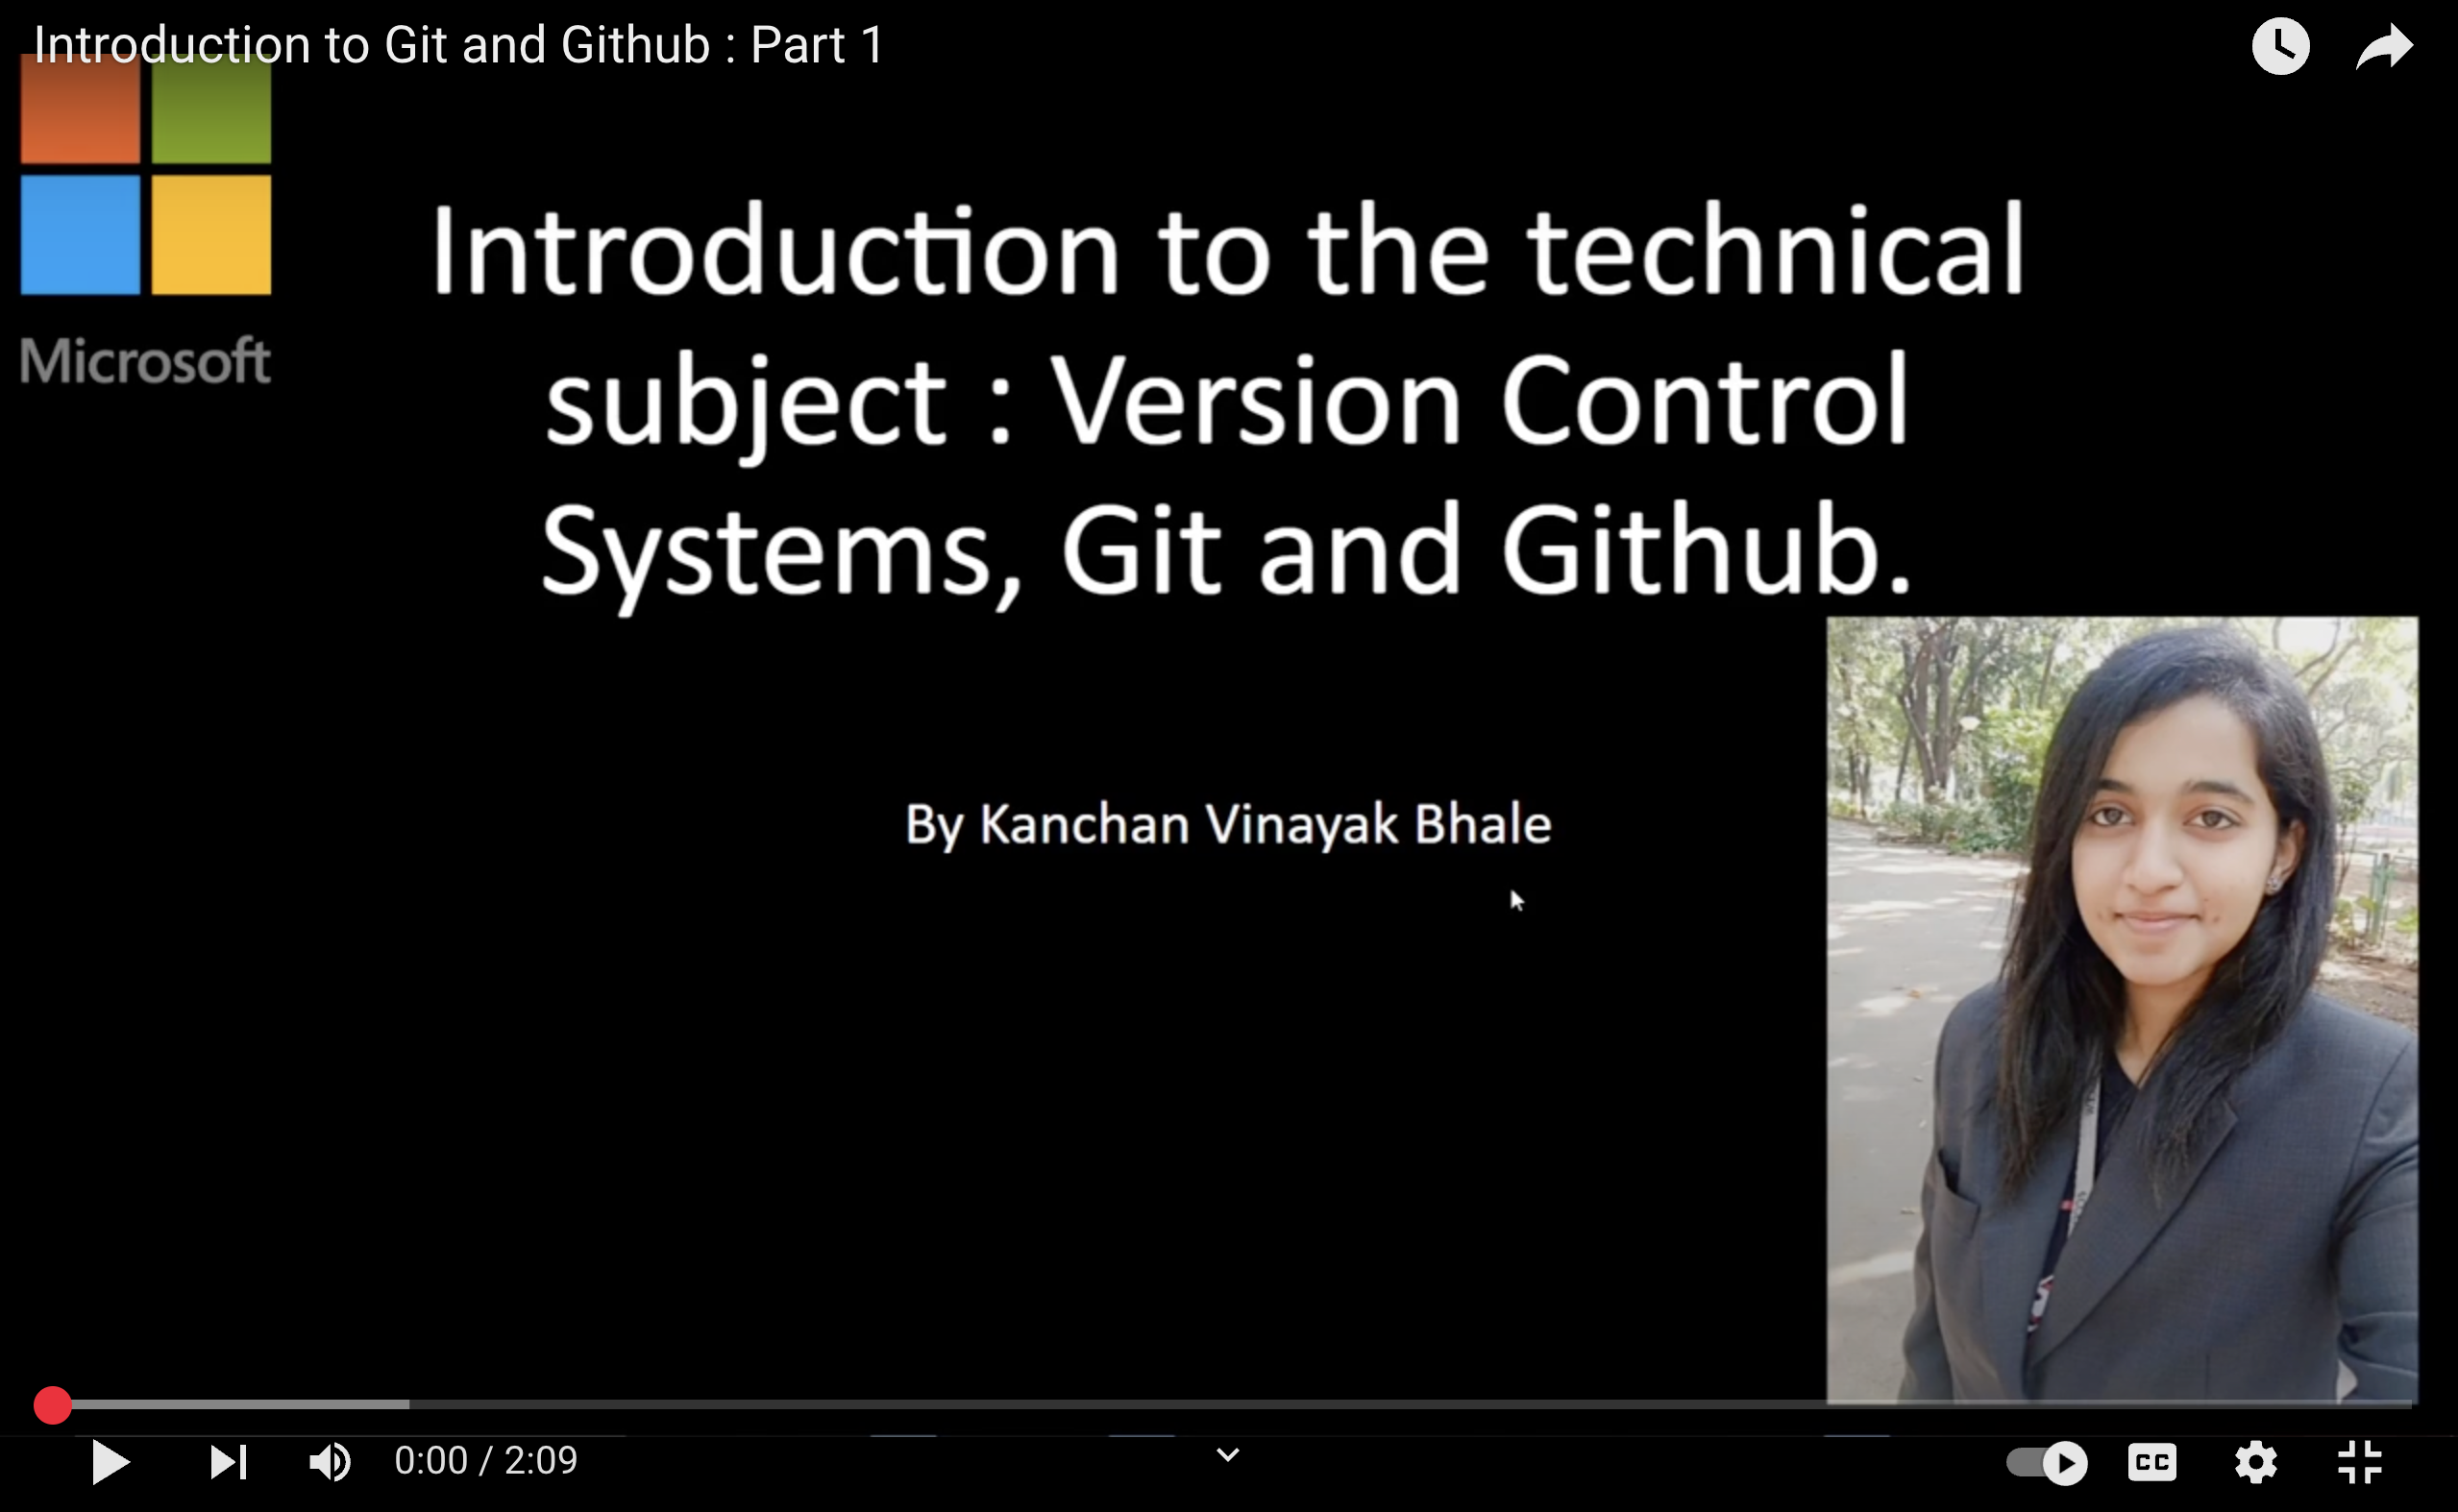 Introduction to Git and Github : Part 1
Microsoft
Introduction to the technical
subject : Version Control
Systems, Git and Github.
By Kanchan Vinayak Bhale
0:00 / 2:09
CC